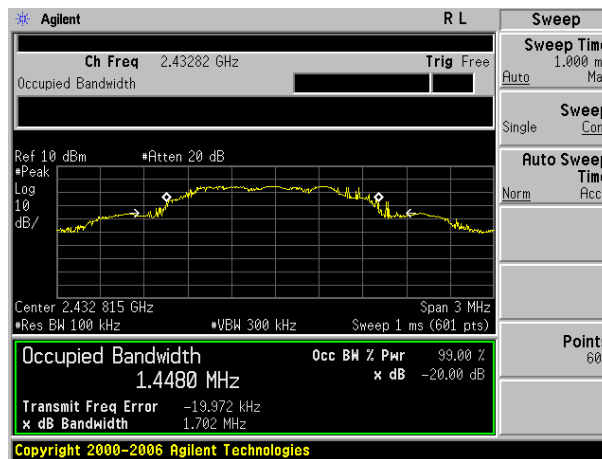 Agilent R L
Sweep
Ch Freq 2.43282 GHz Trig Free
Occupied Bandwidth
Sweep Time
1.000 m
Auto Ma
Sweep
Single Con
Auto Sweep
Time
Norm Acc
Points
60
Ref 10 dBm #Atten 20 dB
#Peak
Log
10
dB/
Center 2.432 815 GHz Span 3 MHz
#Res BW 100 kHz #VBW 300 kHz Sweep 1 ms (601 pts)
Occupied Bandwidth Occ BW % Pwr 99.00 %
1.4480 MHz x dB -20.00 dB
Transmit Freq Error -19.972 kHz
x dB Bandwidth 1.702 MHz
Copyright 2000-2006 Agilent Technologies